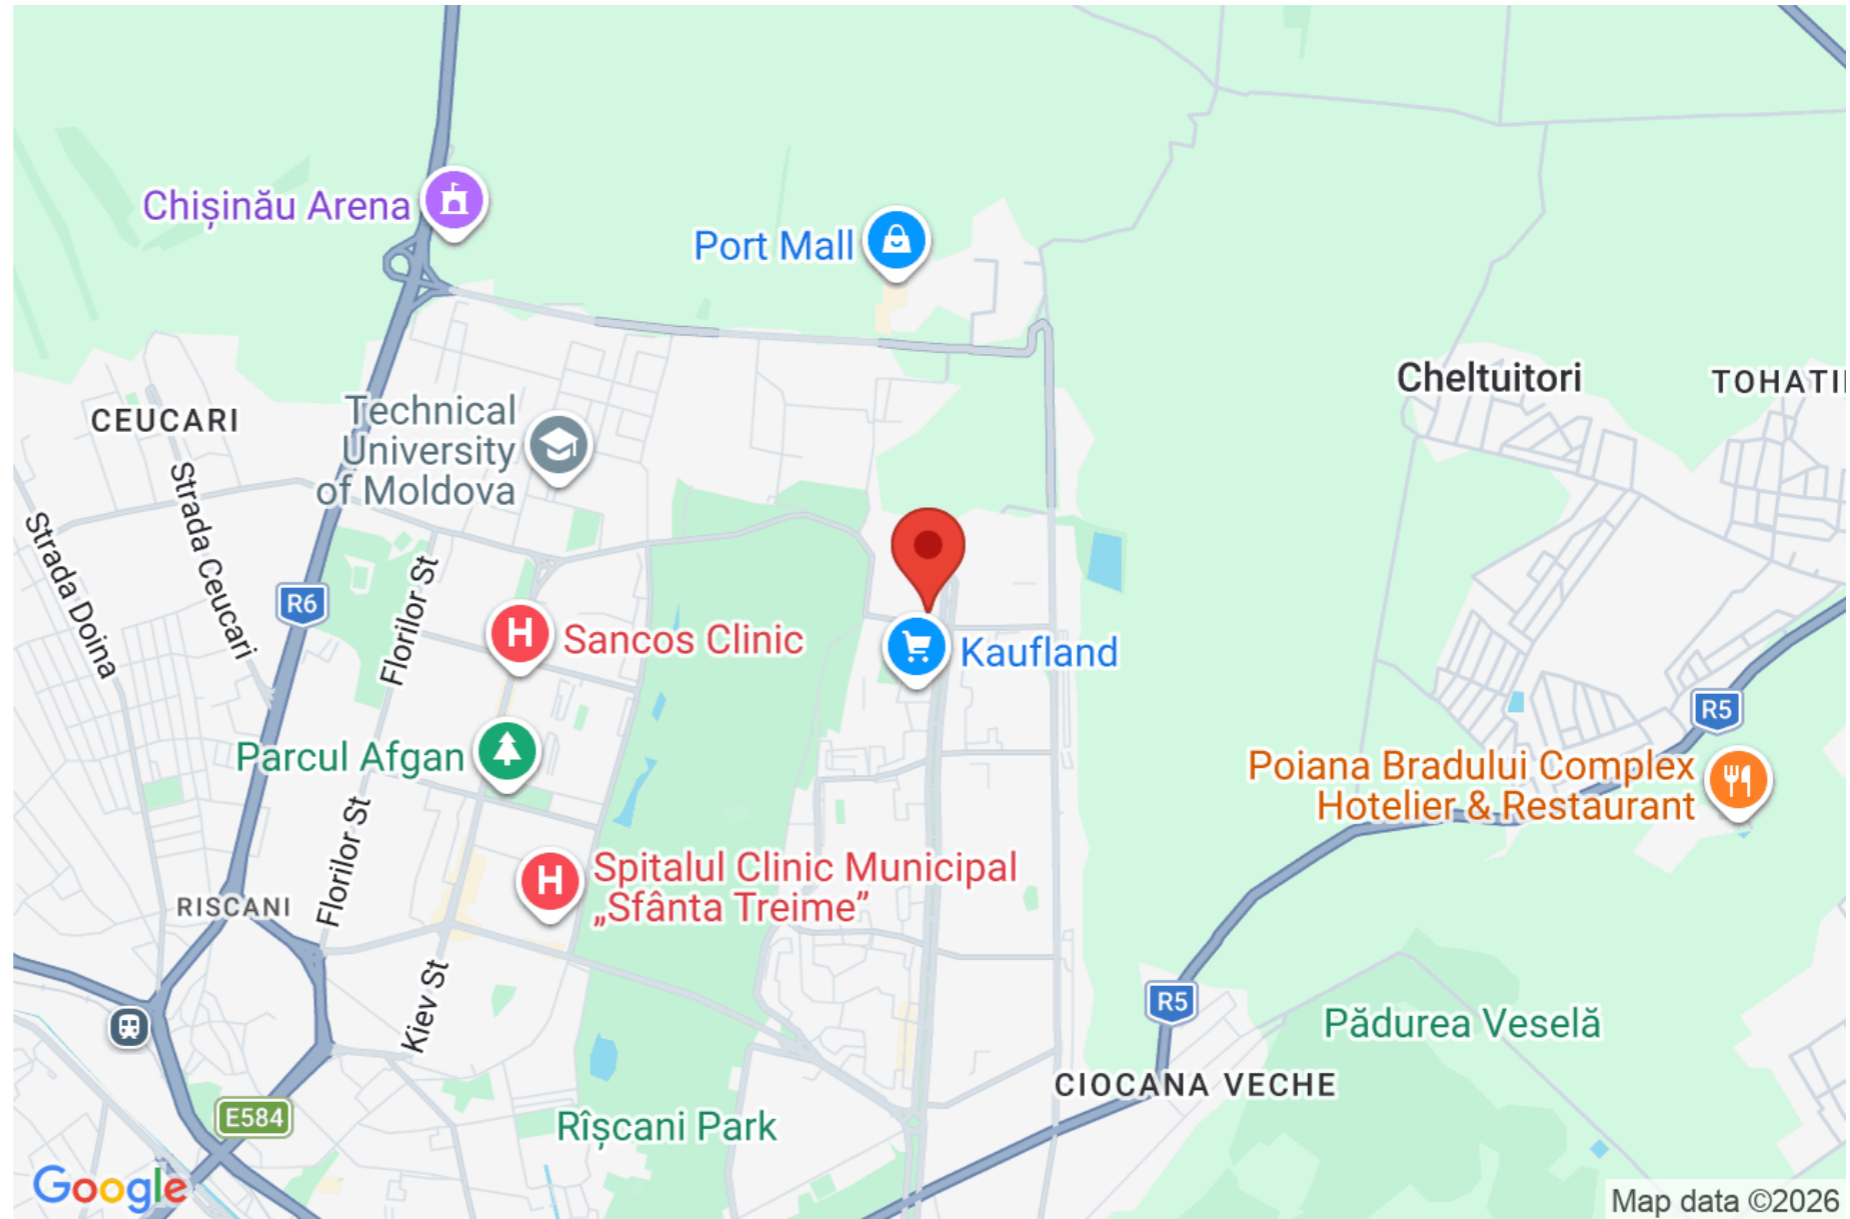 Chișinău Arena
Port Mall
Cheltuitori
TOHATI
CEUCARI
Technical
University
of Moldova
Strada Ceucari
Strada Doina
Florilor St
R6
Sancos Clinic
Kaufland
R5
Parcul Afgan
Poiana Bradului Complex
Hotelier & Restaurant
Florilor St
Spitalul Clinic Municipal
„Sfânta Treime”
RISCANI
Kiev St
R5
Pădurea Veselă
CIOCANA VECHE
E584
Rîșcani Park
Google
Map data ©2026